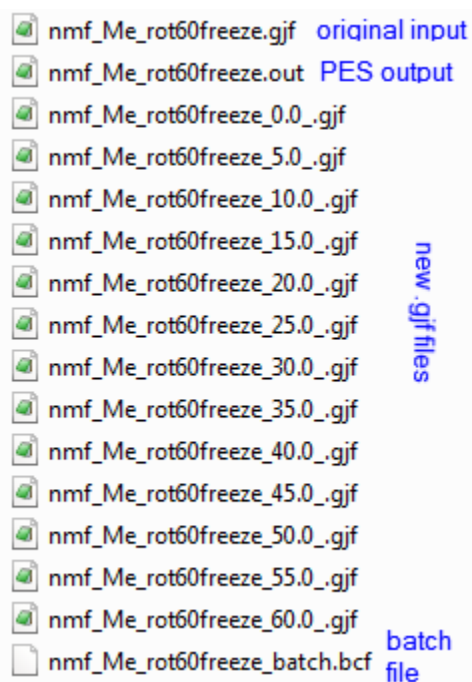 nmf_Me_rot60freeze.gjf original input
nmf_Me_rot60freeze.out PES output
nmf_Me_rot60freeze_0.0_.gjf
nmf_Me_rot60freeze_5.0_.gjf
nmf_Me_rot60freeze_10.0_.gjf
nmf_Me_rot60freeze_15.0_.gjf
nmf_Me_rot60freeze_20.0_.gjf
nmf_Me_rot60freeze_25.0_.gjf
nmf_Me_rot60freeze_30.0_.gjf
nmf_Me_rot60freeze_35.0_.gjf
nmf_Me_rot60freeze_40.0_.gjf
nmf_Me_rot60freeze_45.0_.gjf
nmf_Me_rot60freeze_50.0_.gjf
nmf_Me_rot60freeze_55.0_.gjf
nmf_Me_rot60freeze_60.0_.gjf
new .gjf files
nmf_Me_rot60freeze_batch.bcf
batch
file